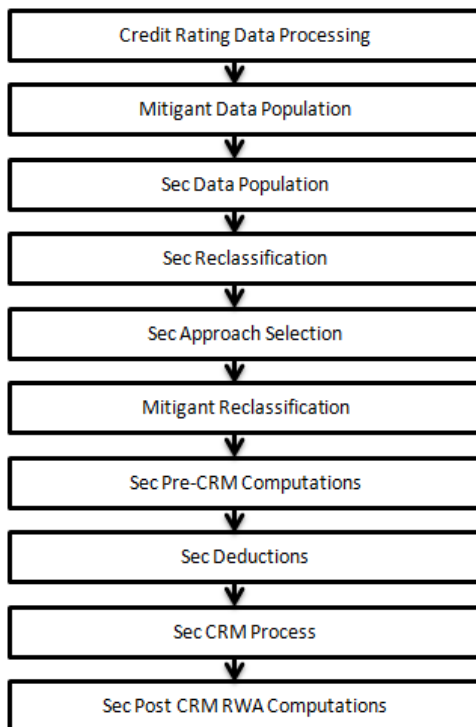 Credit Rating Data Processing
Mitigant Data Population
Sec Data Population
Sec Reclassification
Sec Approach Selection
Mitigant Reclassification
Sec Pre-CRM Computations
Sec Deductions
Sec CRM Process
Sec Post CRM RWA Computations